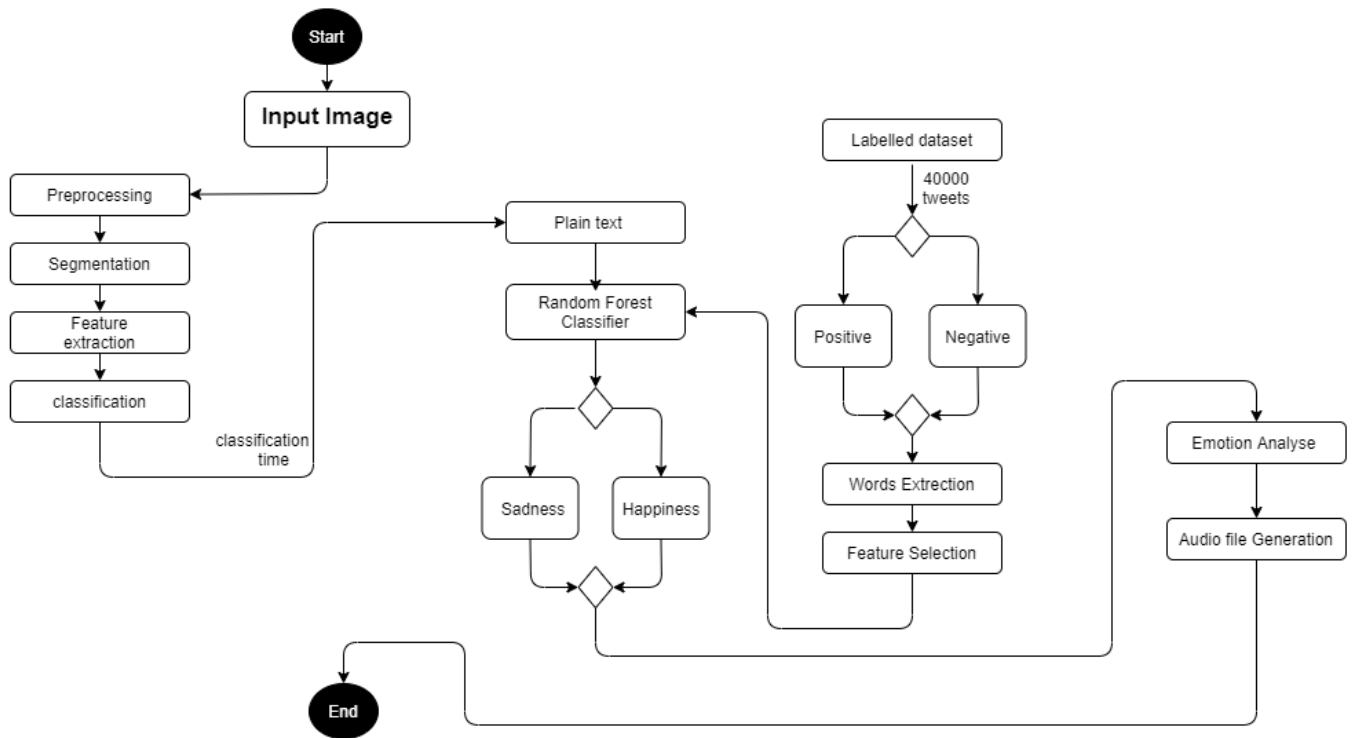 Start
Input Image
Preprocessing
Segmentation
Feature
extraction
classification
classification
time
Plain text
Random Forest
Classifier
Sadness
Happiness
Labelled dataset
40000
tweets
Positive
Negative
Words Extrection
Feature Selection
Emotion Analyse
Audio file Generation
End